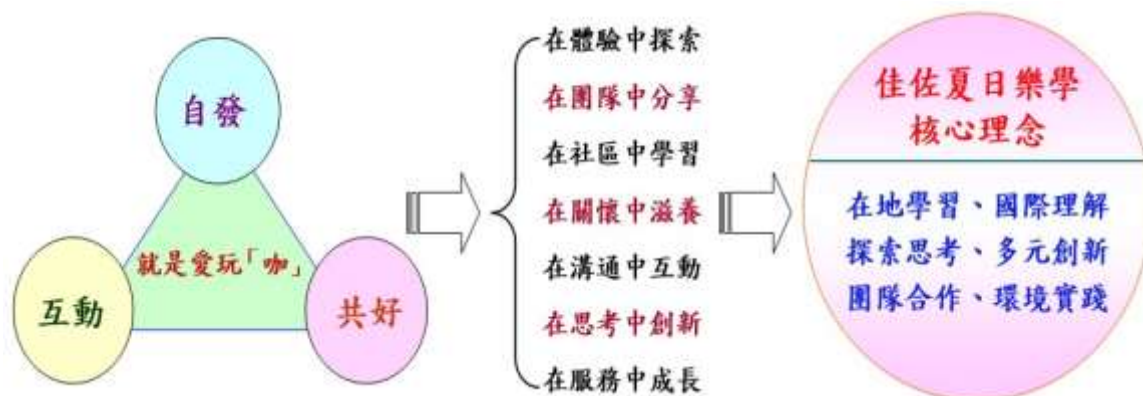 自發
就是愛玩「咖」
互動
共好
在體驗中探索
在團隊中分享
在社區中學習
在關懷中滋養
在溝通中互動
在思考中創新
在服務中成長
佳佐夏日樂學
核心理念
在地學習、國際理解
探索思考、多元創新
團隊合作、環境實踐